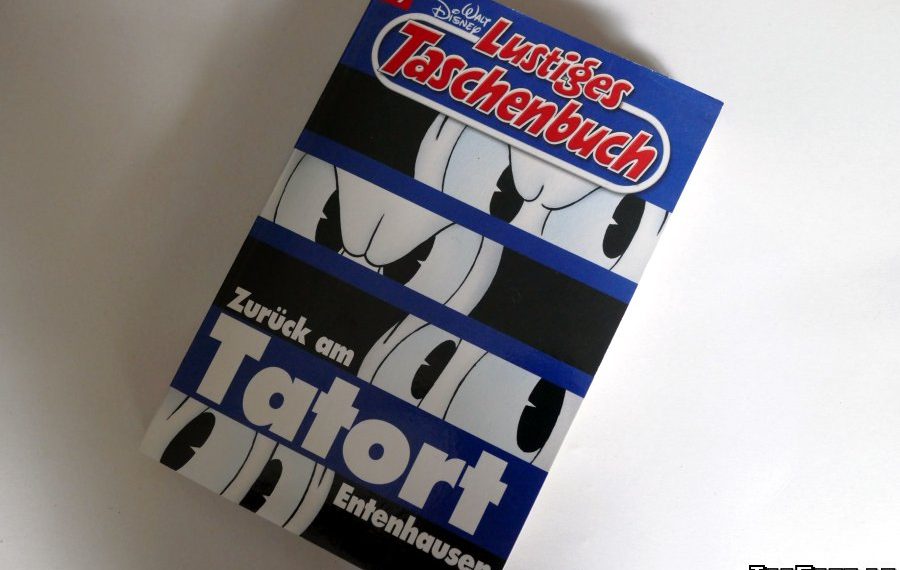 Walt
Disney
Lustiges
Taschenbuch
Zurück am
Tatort
Entenhausen